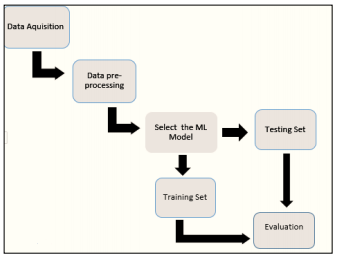 Data Aquisition
Data pre-
processing
Select the ML
Model
Testing Set
Training Set
Evaluation